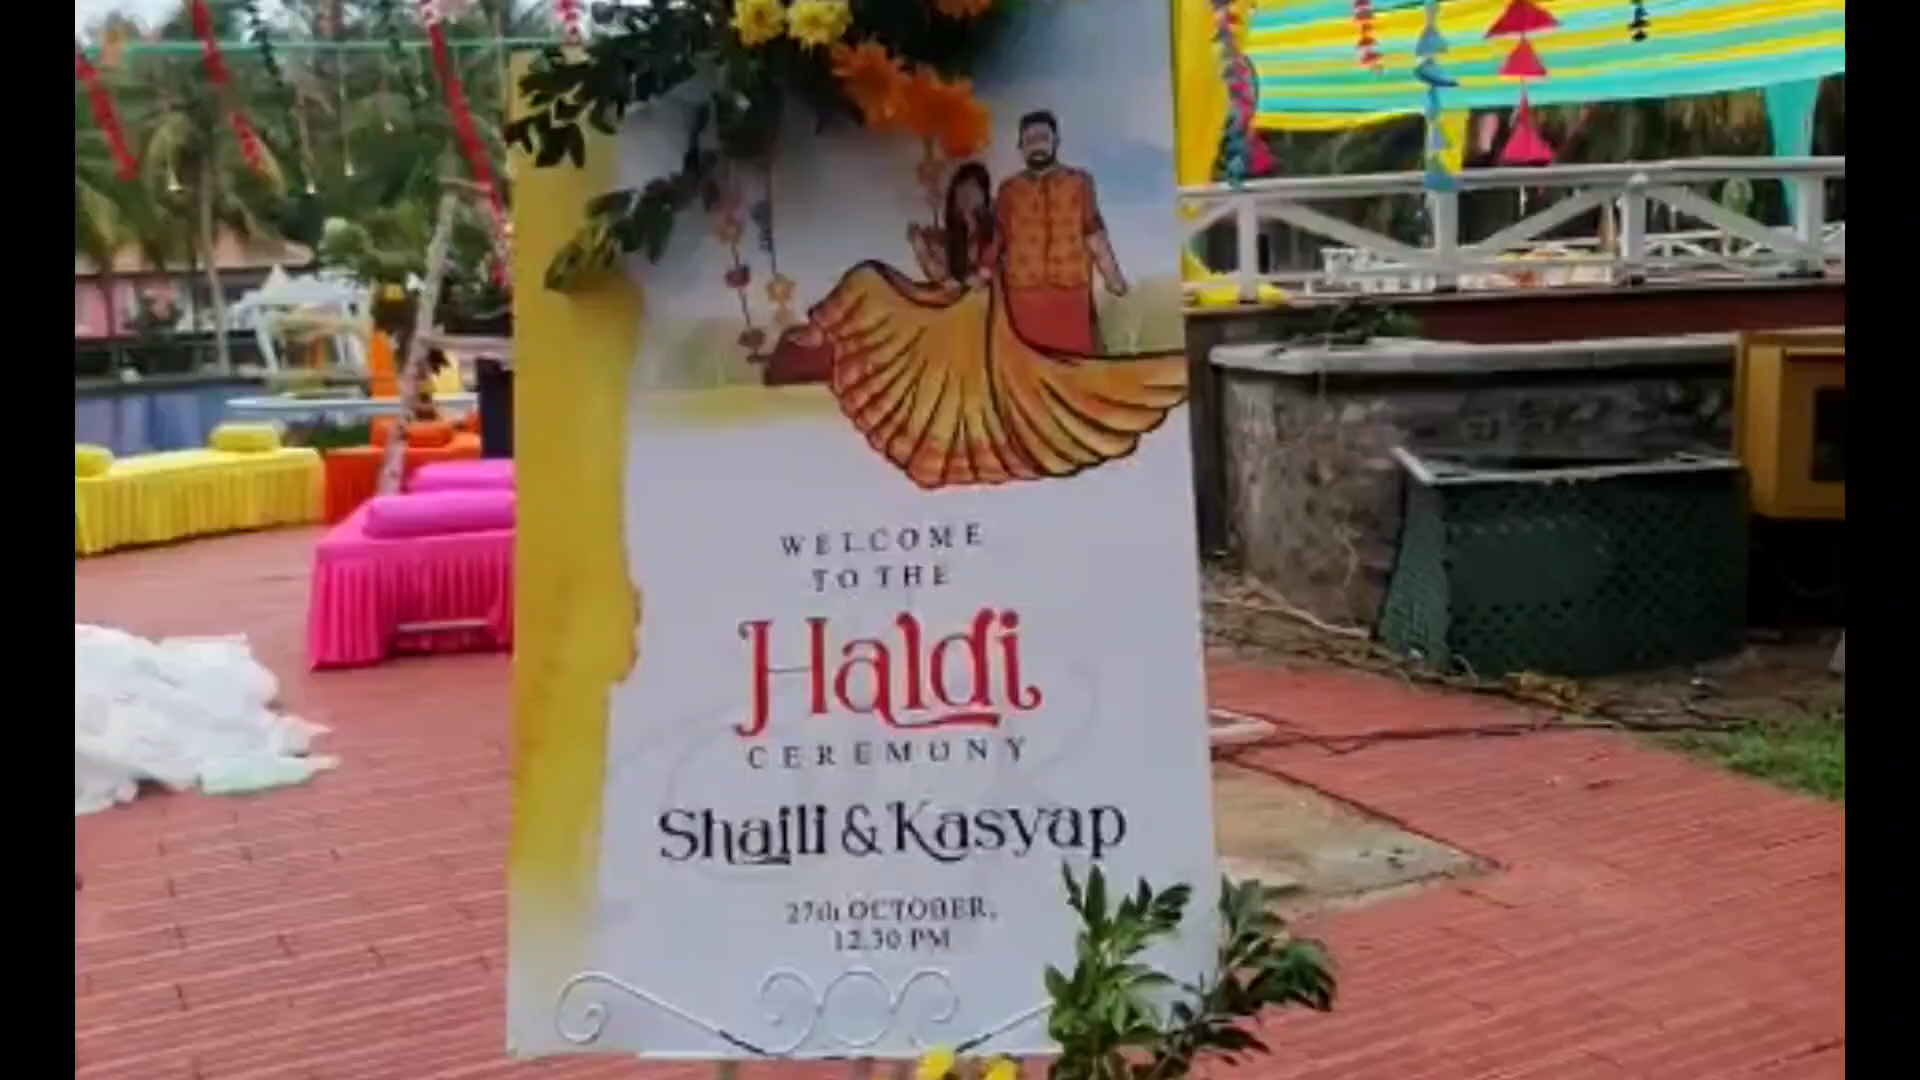 WELCOME
TO THE
Haldi
CEREMONY
Shaili & Kasyap
27th OCTOBER,
12.30 PM